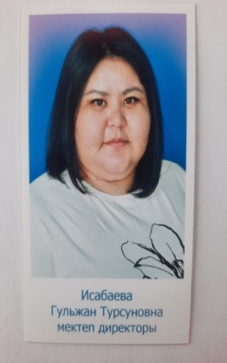 Исабаева
Гульжан Турсуновна
мектеп директоры